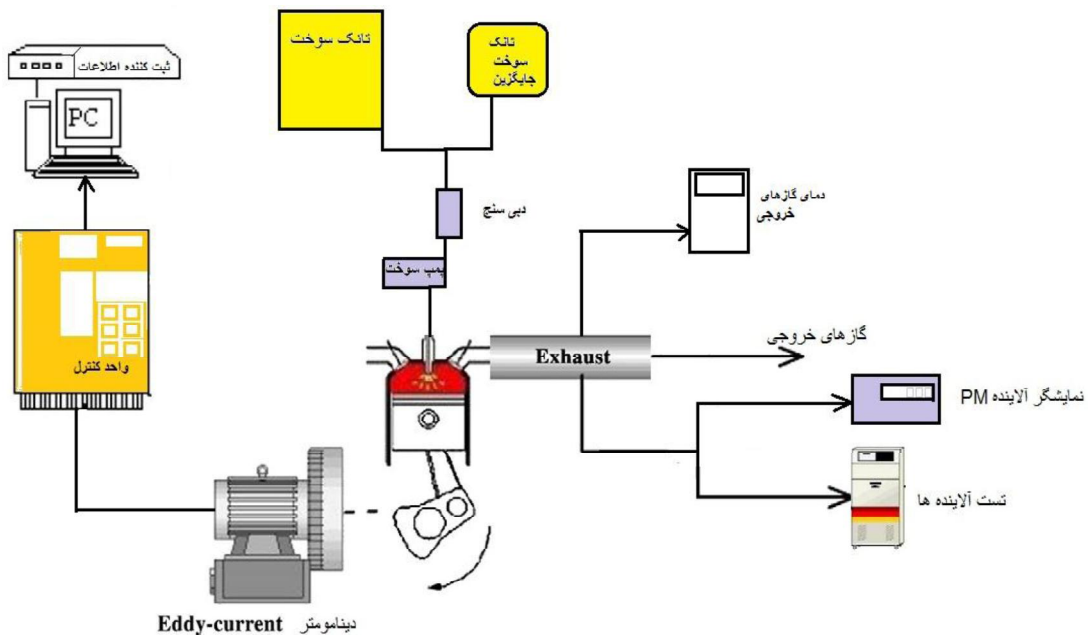 تانک سوخت
تانک
سوخت
جایگزین
ثبت کننده اطلاعات
PC
دبی سنج
دمای گازهای
خروجی
پمپ سوخت
گازهای خروجی
Exhaust
واحد کنترل
نمایشگر آلاینده PM
تست آلاینده ها
دینامومتر Eddy-current